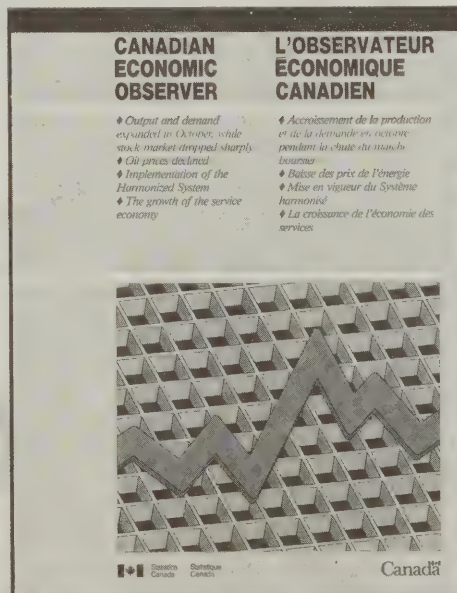 CANADIAN
ECONOMIC
OBSERVER
♦ Output and demand
expanded in October, while
stock market dropped sharply
♦ Oil prices declined
♦ Implementation of the
Harmonized System
♦ The growth of the service
economy
L'OBSERVATEUR
ÉCONOMIQUE
CANADIEN
♦ Accroissement de la production
et de la demande en octobre
pendant la chute du marché
boursier
♦ Baisse des prix de l'énergie
♦ Mise en vigueur du Système
harmonisé
♦ La croissance de l'économie des
services
Statistics
Canada
Statistique
Canada
Canada